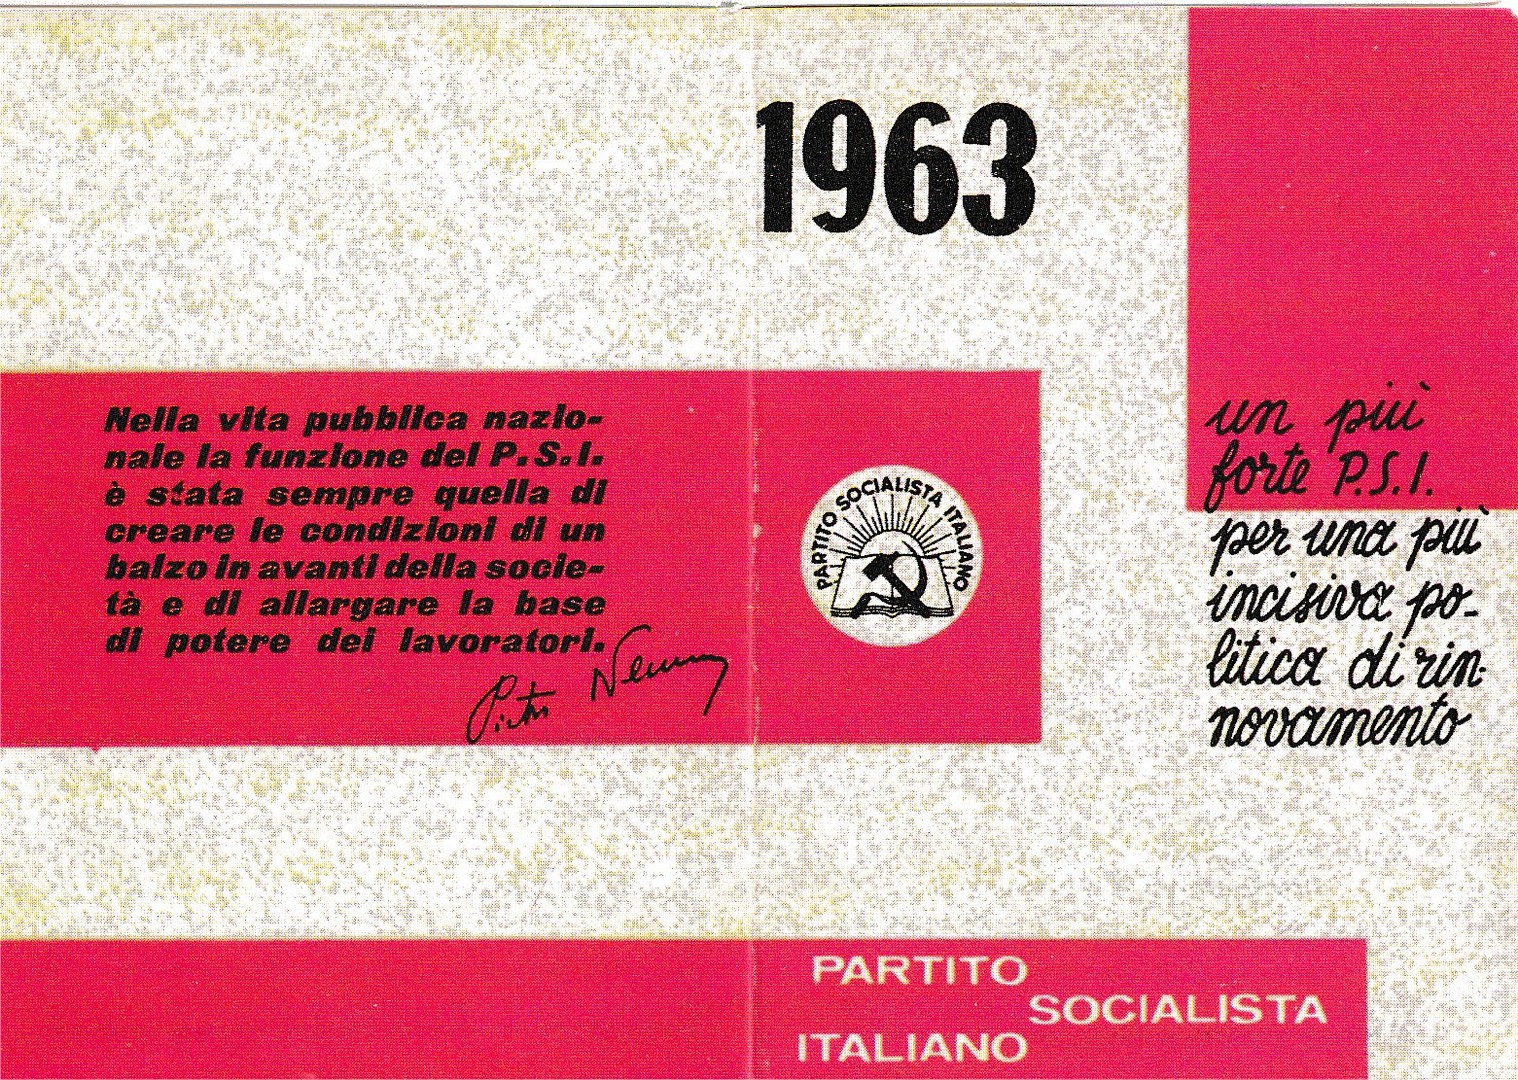 1963
Nella vita pubblica nazio-
nale la funzione del P.S.I.
è stata sempre quella di
creare le condizioni di un
balzo in avanti della socie-
tà e di allargare la base
di potere dei lavoratori.
Pietro Nenni
PARTITO SOCIALISTA ITALIANO
un più
forte P.S.I.
per una più
incisiva po-
litica di rin-
novamento
PARTITO
SOCIALISTA
ITALIANO